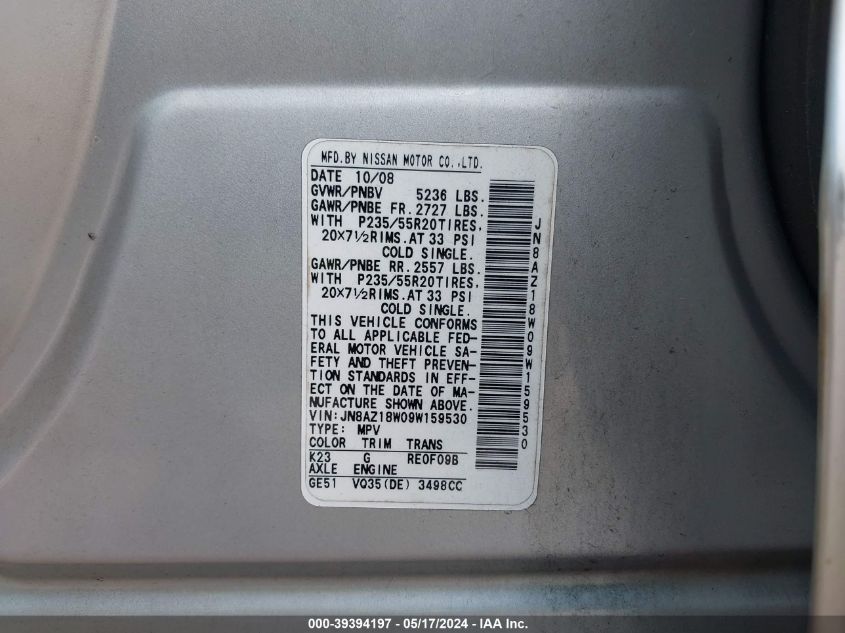 MFD.BY NISSAN MOTOR CO.,LTD.
DATE 10/08
GVWR/PNBV 5236 LBS.
GAWR/PNBE FR. 2727 LBS.
WITH P235/55R20TIRES,
20X7½RIMS.AT 33 PSI
COLD SINGLE.
GAWR/PNBE RR. 2557 LBS.
WITH P235/55R20TIRES,
20X7½RIMS.AT 33 PSI
COLD SINGLE.
THIS VEHICLE CONFORMS
TO ALL APPLICABLE FED-
ERAL MOTOR VEHICLE SA-
FETY AND THEFT PREVEN-
TION STANDARDS IN EFF-
ECT ON THE DATE OF MA-
NUFACTURE SHOWN ABOVE.
VIN:JN8AZ18W09W159530
TYPE: MPV
COLOR TRIM TRANS
K23 G RE0F09B
AXLE ENGINE
GE51 VQ35(DE) 3498CC
JN8AZ18W09W159530
000-39394197 - 05/17/2024 - IAA Inc.